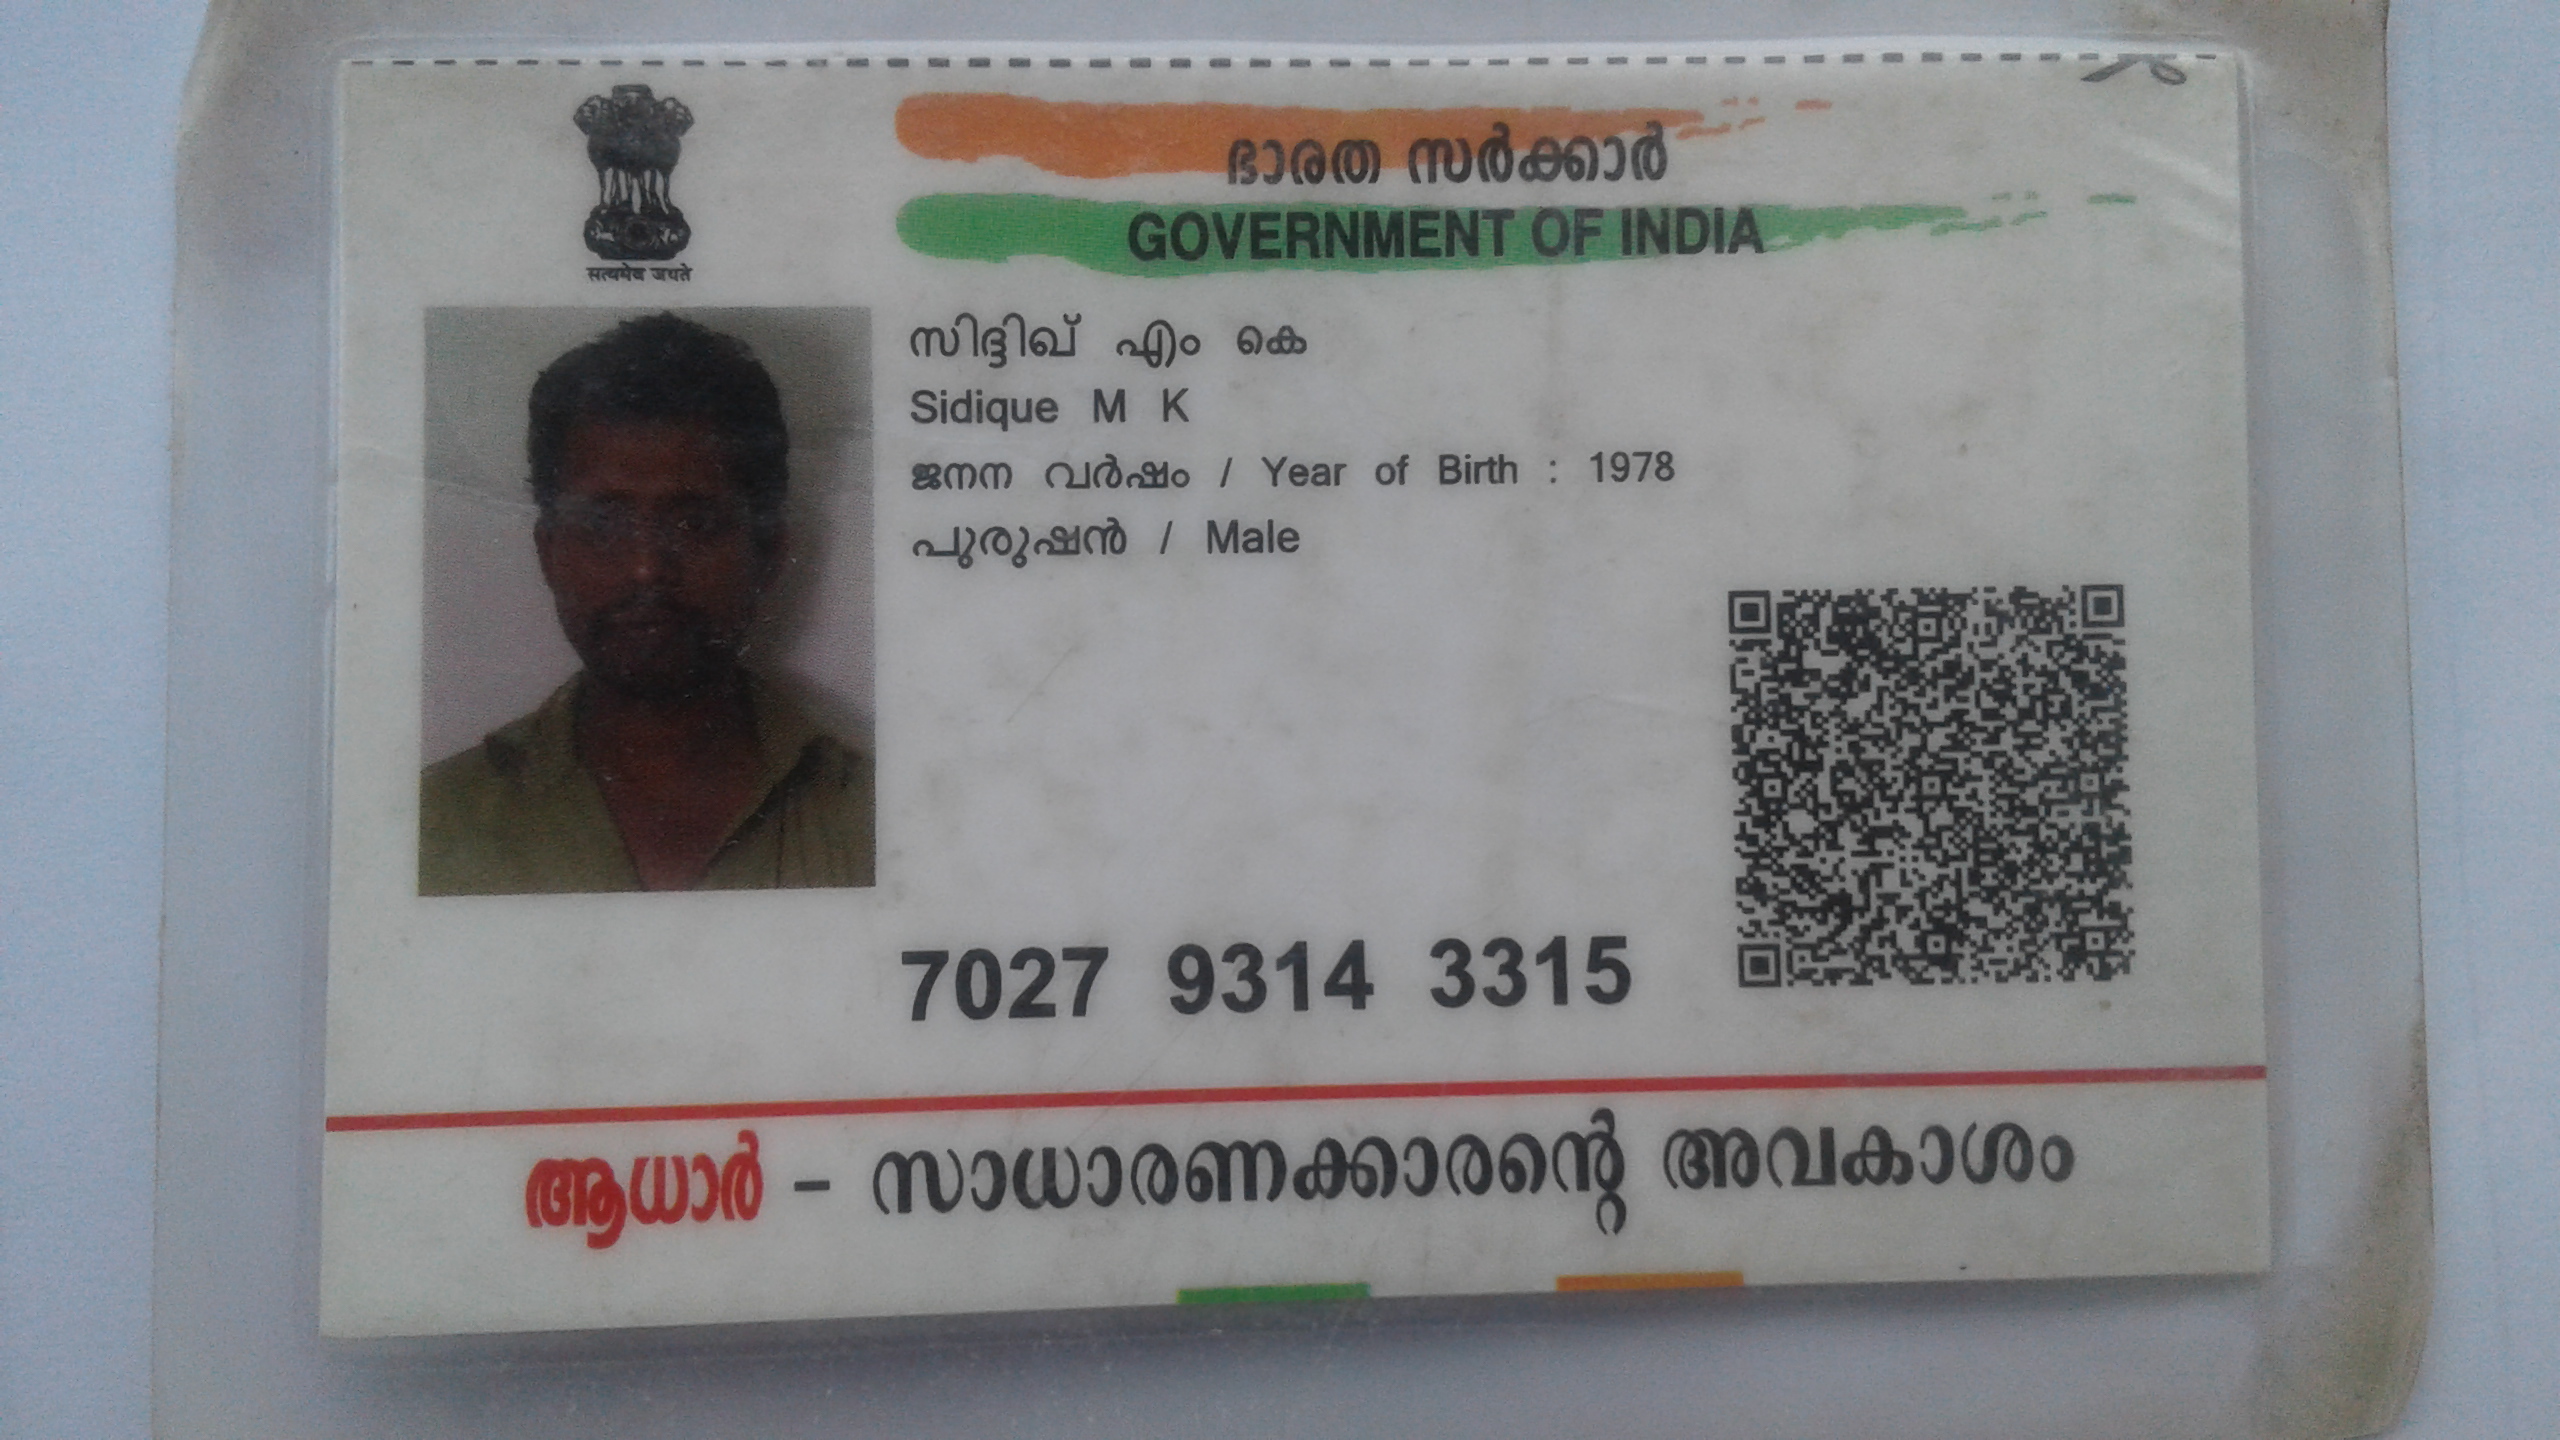 ഭാരത സർക്കാർ
GOVERNMENT OF INDIA
सत्यमेव जयते
സിദ്ദിഖ് എം കെ
Sidique M K
ജനന വർഷം / Year of Birth : 1978
പുരുഷൻ / Male
7027 9314 3315
ആധാർ – സാധാരണക്കാരന്റെ അവകാശം